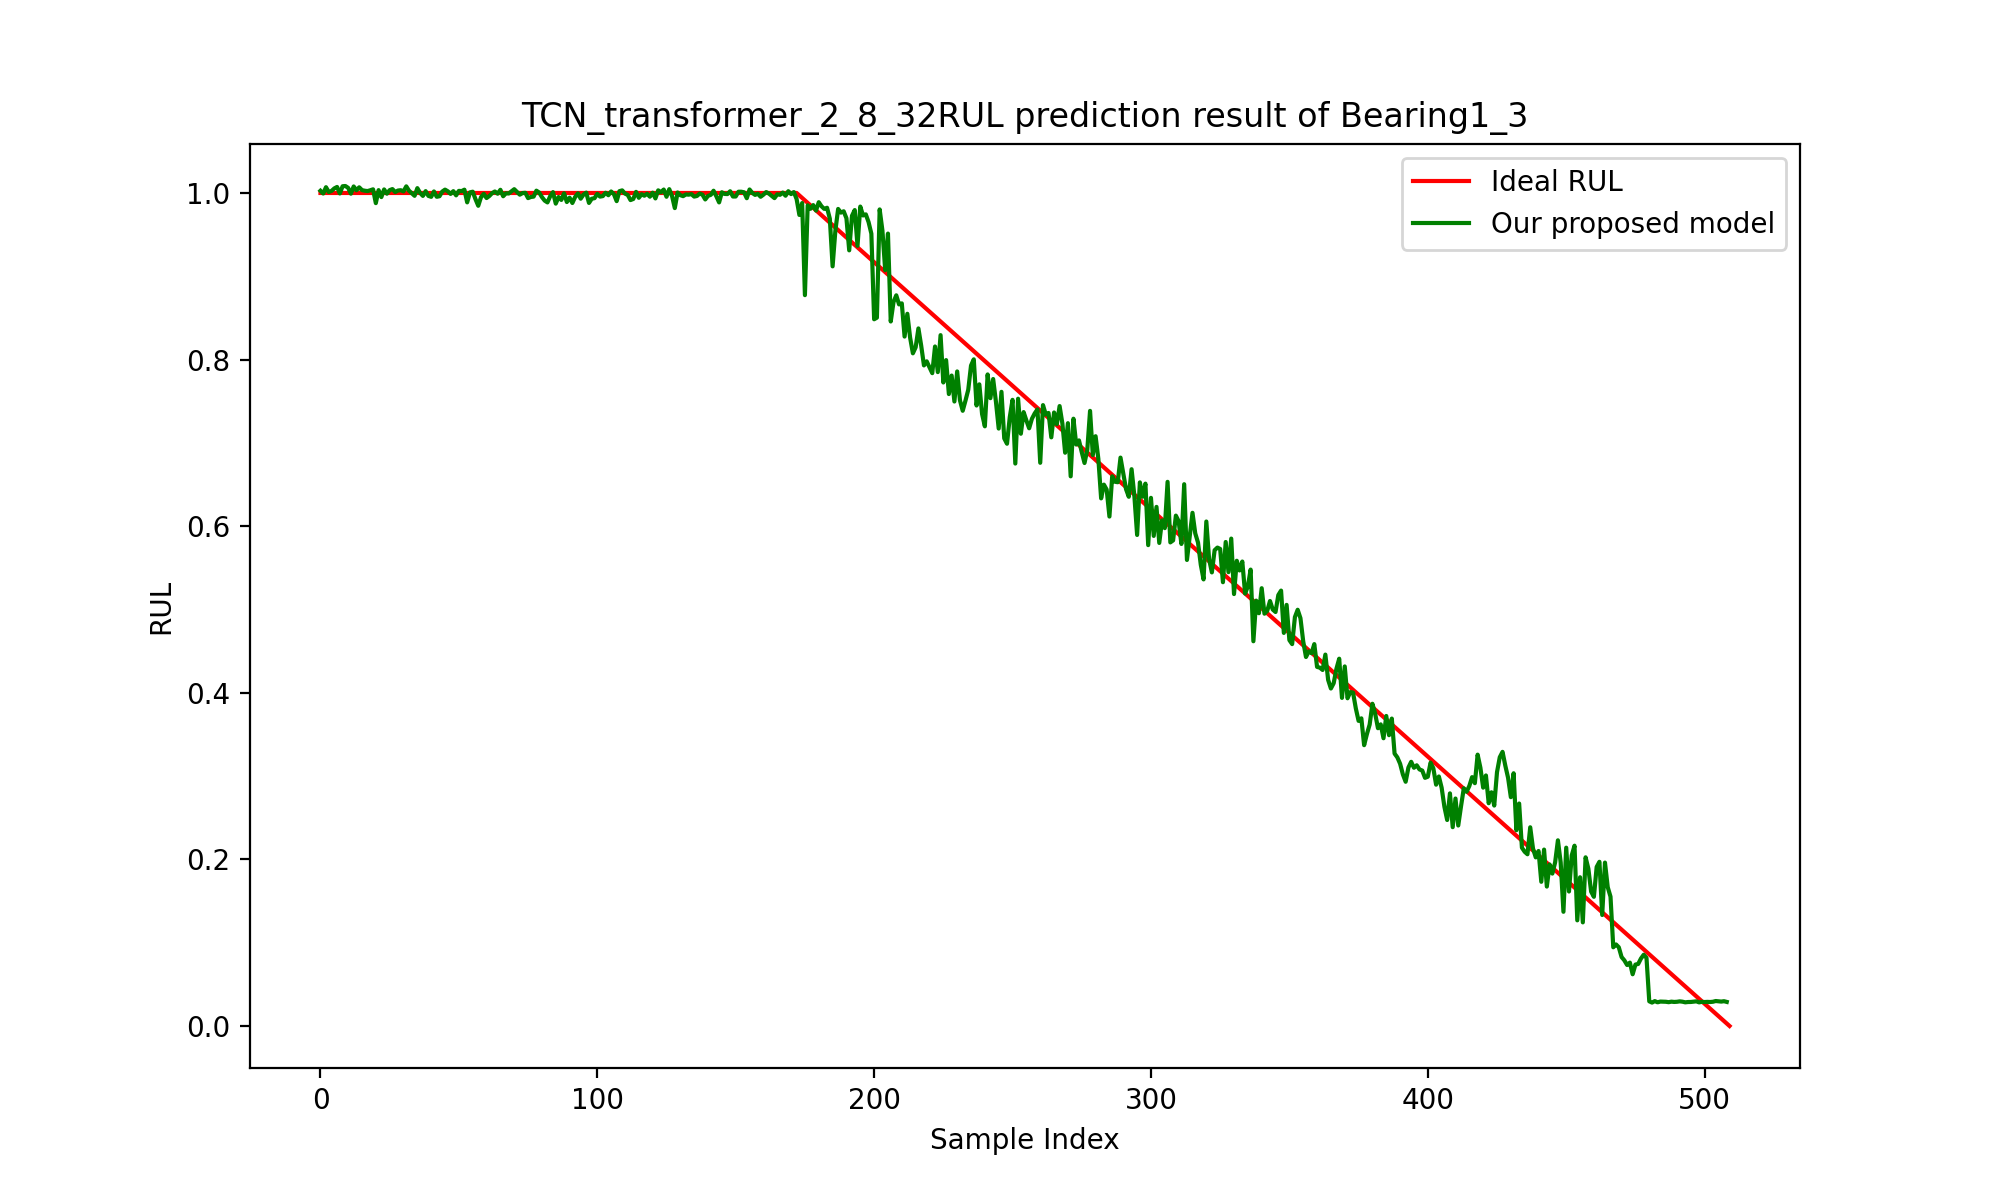 TCN_transformer_2_8_32RUL prediction result of Bearing1_3
Ideal RUL
Our proposed model
1.0
0.8
0.6
0.4
0.2
0.0
RUL
0 100 200 300 400 500
Sample Index